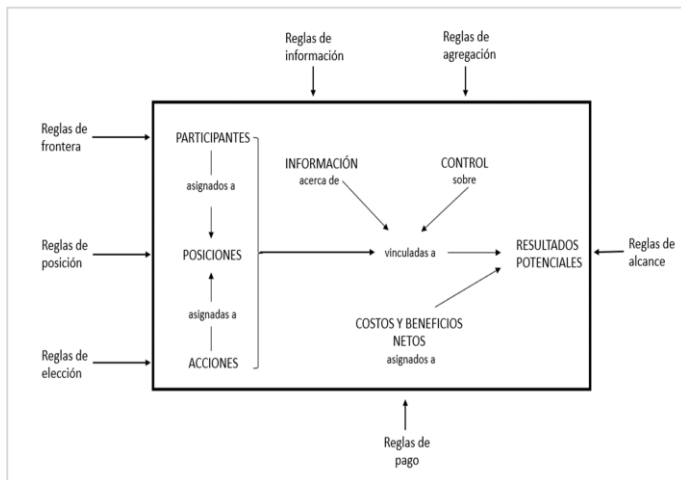 Reglas de
información
Reglas de
agregación
Reglas de
frontera
PARTICIPANTES
asignados a
INFORMACIÓN
acerca de
CONTROL
sobre
Reglas de
posición
POSICIONES
vinculadas a
RESULTADOS
POTENCIALES
Reglas de
alcance
asignadas a
COSTOS Y BENEFICIOS
NETOS
asignados a
Reglas de
elección
ACCIONES
Reglas de
pago